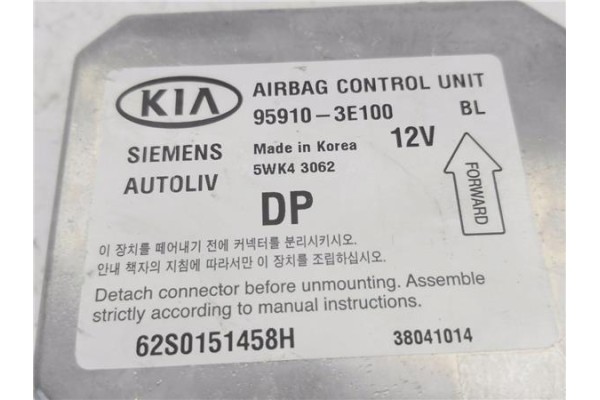 KIA
AIRBAG CONTROL UNIT
95910-3E100 BL
SIEMENS
AUTOLIV
Made in Korea
5WK4 3062
12V
FORWARD
DP
이 장치를 떼어내기 전에 커넥터를 분리시키시오.
안내 책자의 지침에 따라서만 이 장치를 조립하십시오.
Detach connector before unmounting. Assemble
strictly according to manual instructions.
62S0151458H 38041014